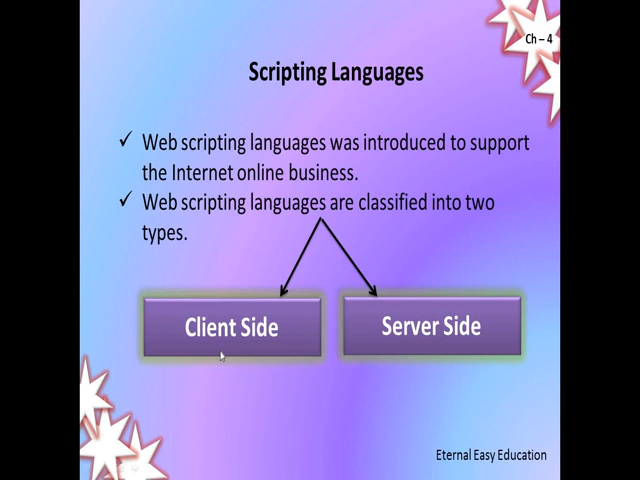 Ch – 4
Scripting Languages
✓ Web scripting languages was introduced to support
the Internet online business.
✓ Web scripting languages are classified into two
types.
Client Side
Server Side
Eternal Easy Education